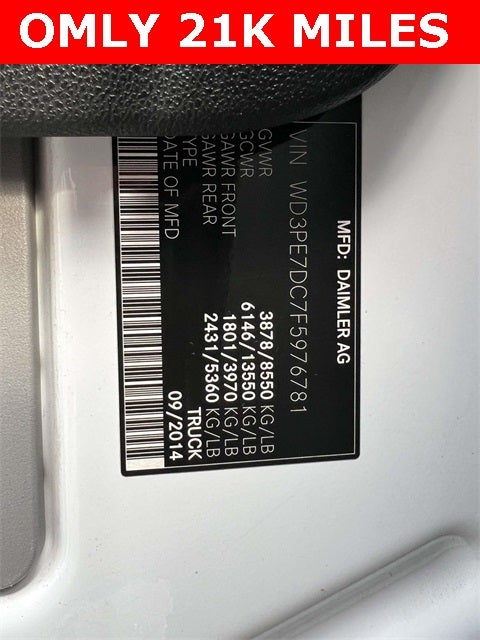 OMLY 21K MILES
MFD: DAIMLER AG
VIN WD3PE7DC7F5976781
GVWR 3878/8550 KG/LB
GCWR 6146/13550 KG/LB
GAWR FRONT 1801/3970 KG/LB
GAWR REAR 2431/5360 KG/LB
TYPE TRUCK
DATE OF MFD 09/2014